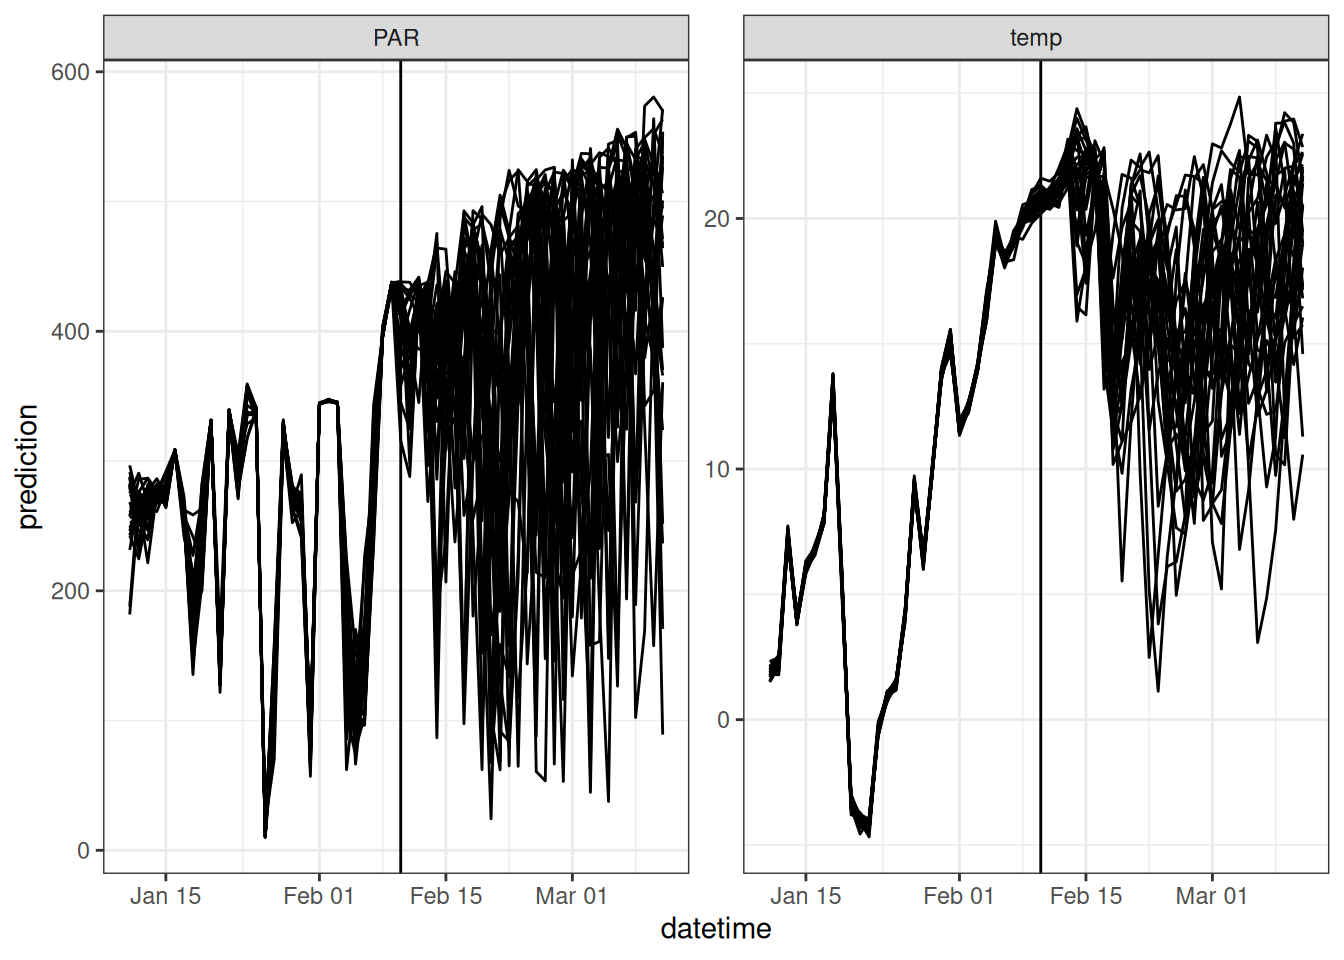 PAR
temp
600
400
200
0
20
10
0
Jan 15
Feb 01
Feb 15
Mar 01
Jan 15
Feb 01
Feb 15
Mar 01
prediction
datetime